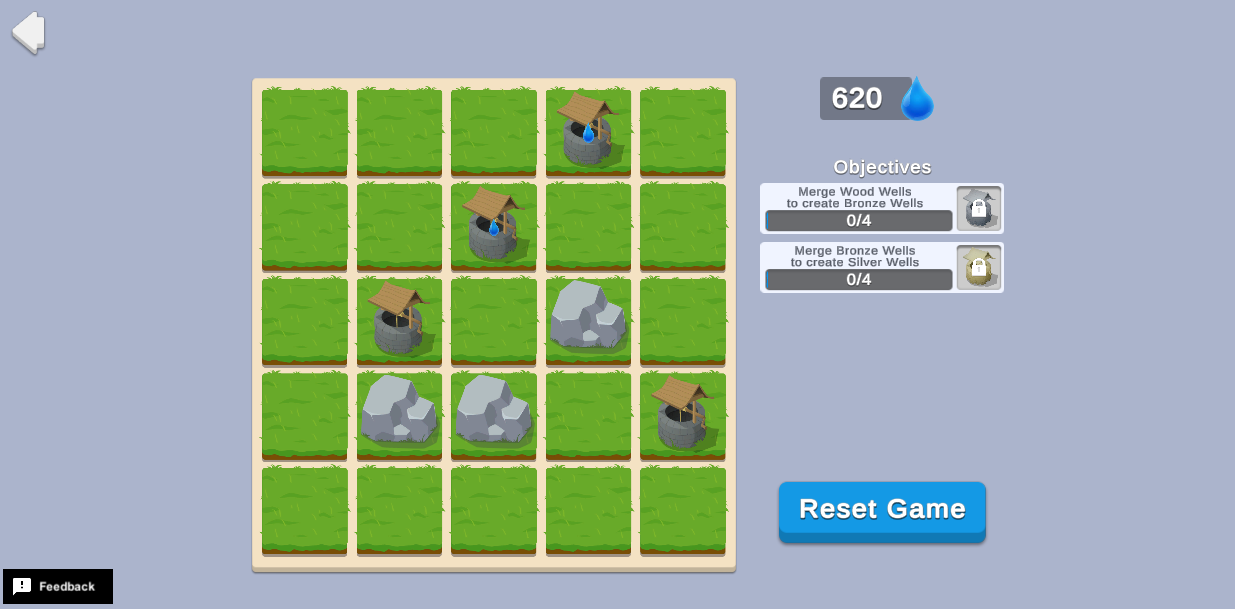 620
Objectives
Merge Wood Wells
to create Bronze Wells
0/4
Merge Bronze Wells
to create Silver Wells
0/4
Reset Game
Feedback